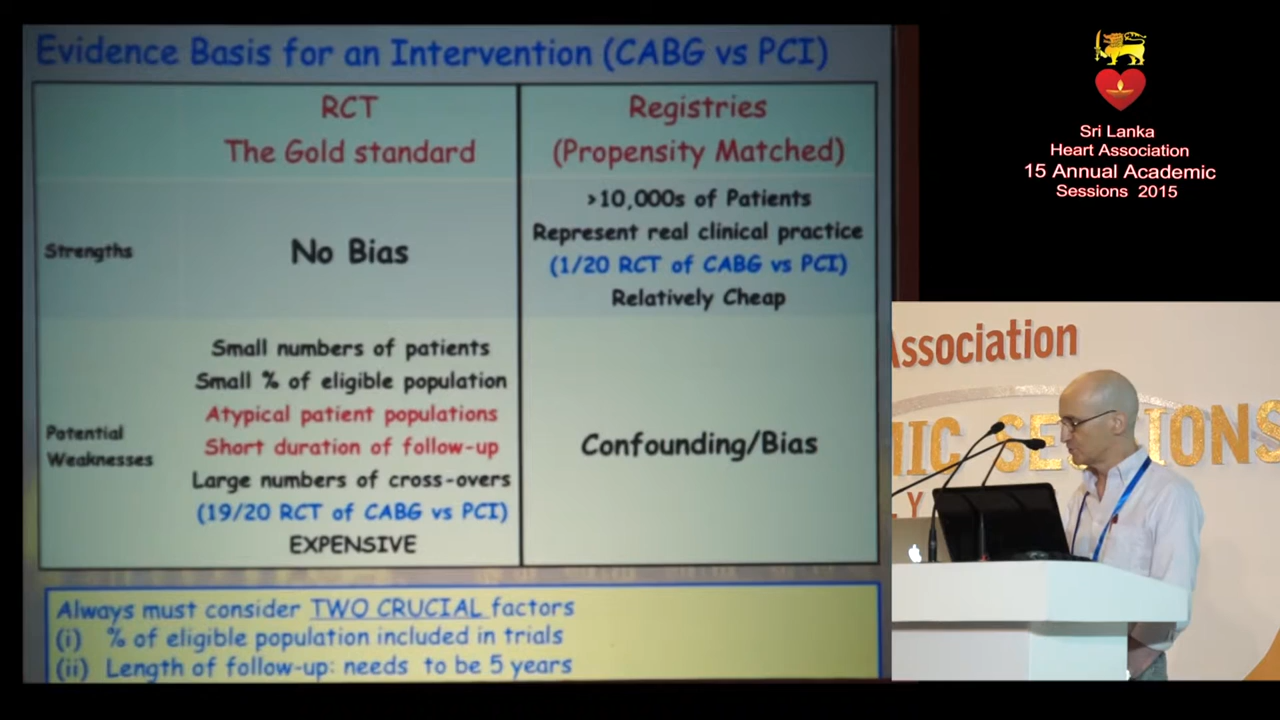 Evidence Basis for an Intervention (CABG vs PCI)
RCT
The Gold standard
Registries
(Propensity Matched)
Strengths
No Bias
>10,000s of Patients
Represent real clinical practice
(1/20 RCT of CABG vs PCI)
Relatively Cheap
Potential
Weaknesses
Small numbers of patients
Small % of eligible population
Atypical patient populations
Short duration of follow-up
Large numbers of cross-overs
(19/20 RCT of CABG vs PCI)
EXPENSIVE
Confounding/Bias
Always must consider TWO CRUCIAL factors
(i) % of eligible population included in trials
(ii) Length of follow-up: needs to be 5 years
Sri Lanka
Heart Association
15 Annual Academic
Sessions 2015
Association
MIC SESSIONS